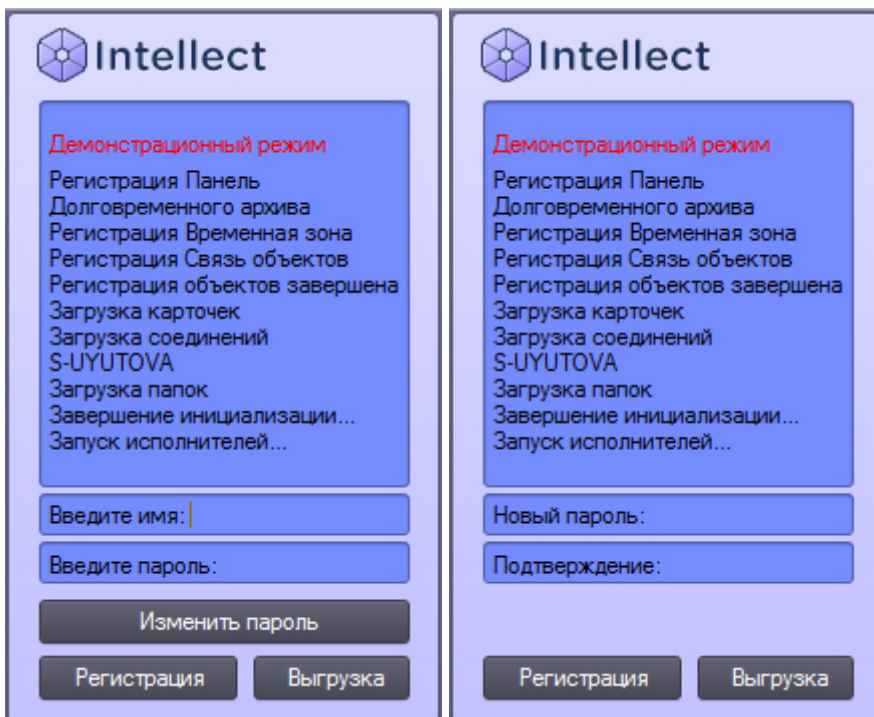 Intellect
Демонстрационный режим
Регистрация Панель
Долговременного архива
Регистрация Временная зона
Регистрация Связь объектов
Регистрация объектов завершена
Загрузка карточек
Загрузка соединений
S-UYUTOVA
Загрузка папок
Завершение инициализации...
Запуск исполнителей...
Введите имя:
Введите пароль:
Изменить пароль
Регистрация
Выгрузка
Intellect
Демонстрационный режим
Регистрация Панель
Долговременного архива
Регистрация Временная зона
Регистрация Связь объектов
Регистрация объектов завершена
Загрузка карточек
Загрузка соединений
S-UYUTOVA
Загрузка папок
Завершение инициализации...
Запуск исполнителей...
Новый пароль:
Подтверждение:
Регистрация
Выгрузка